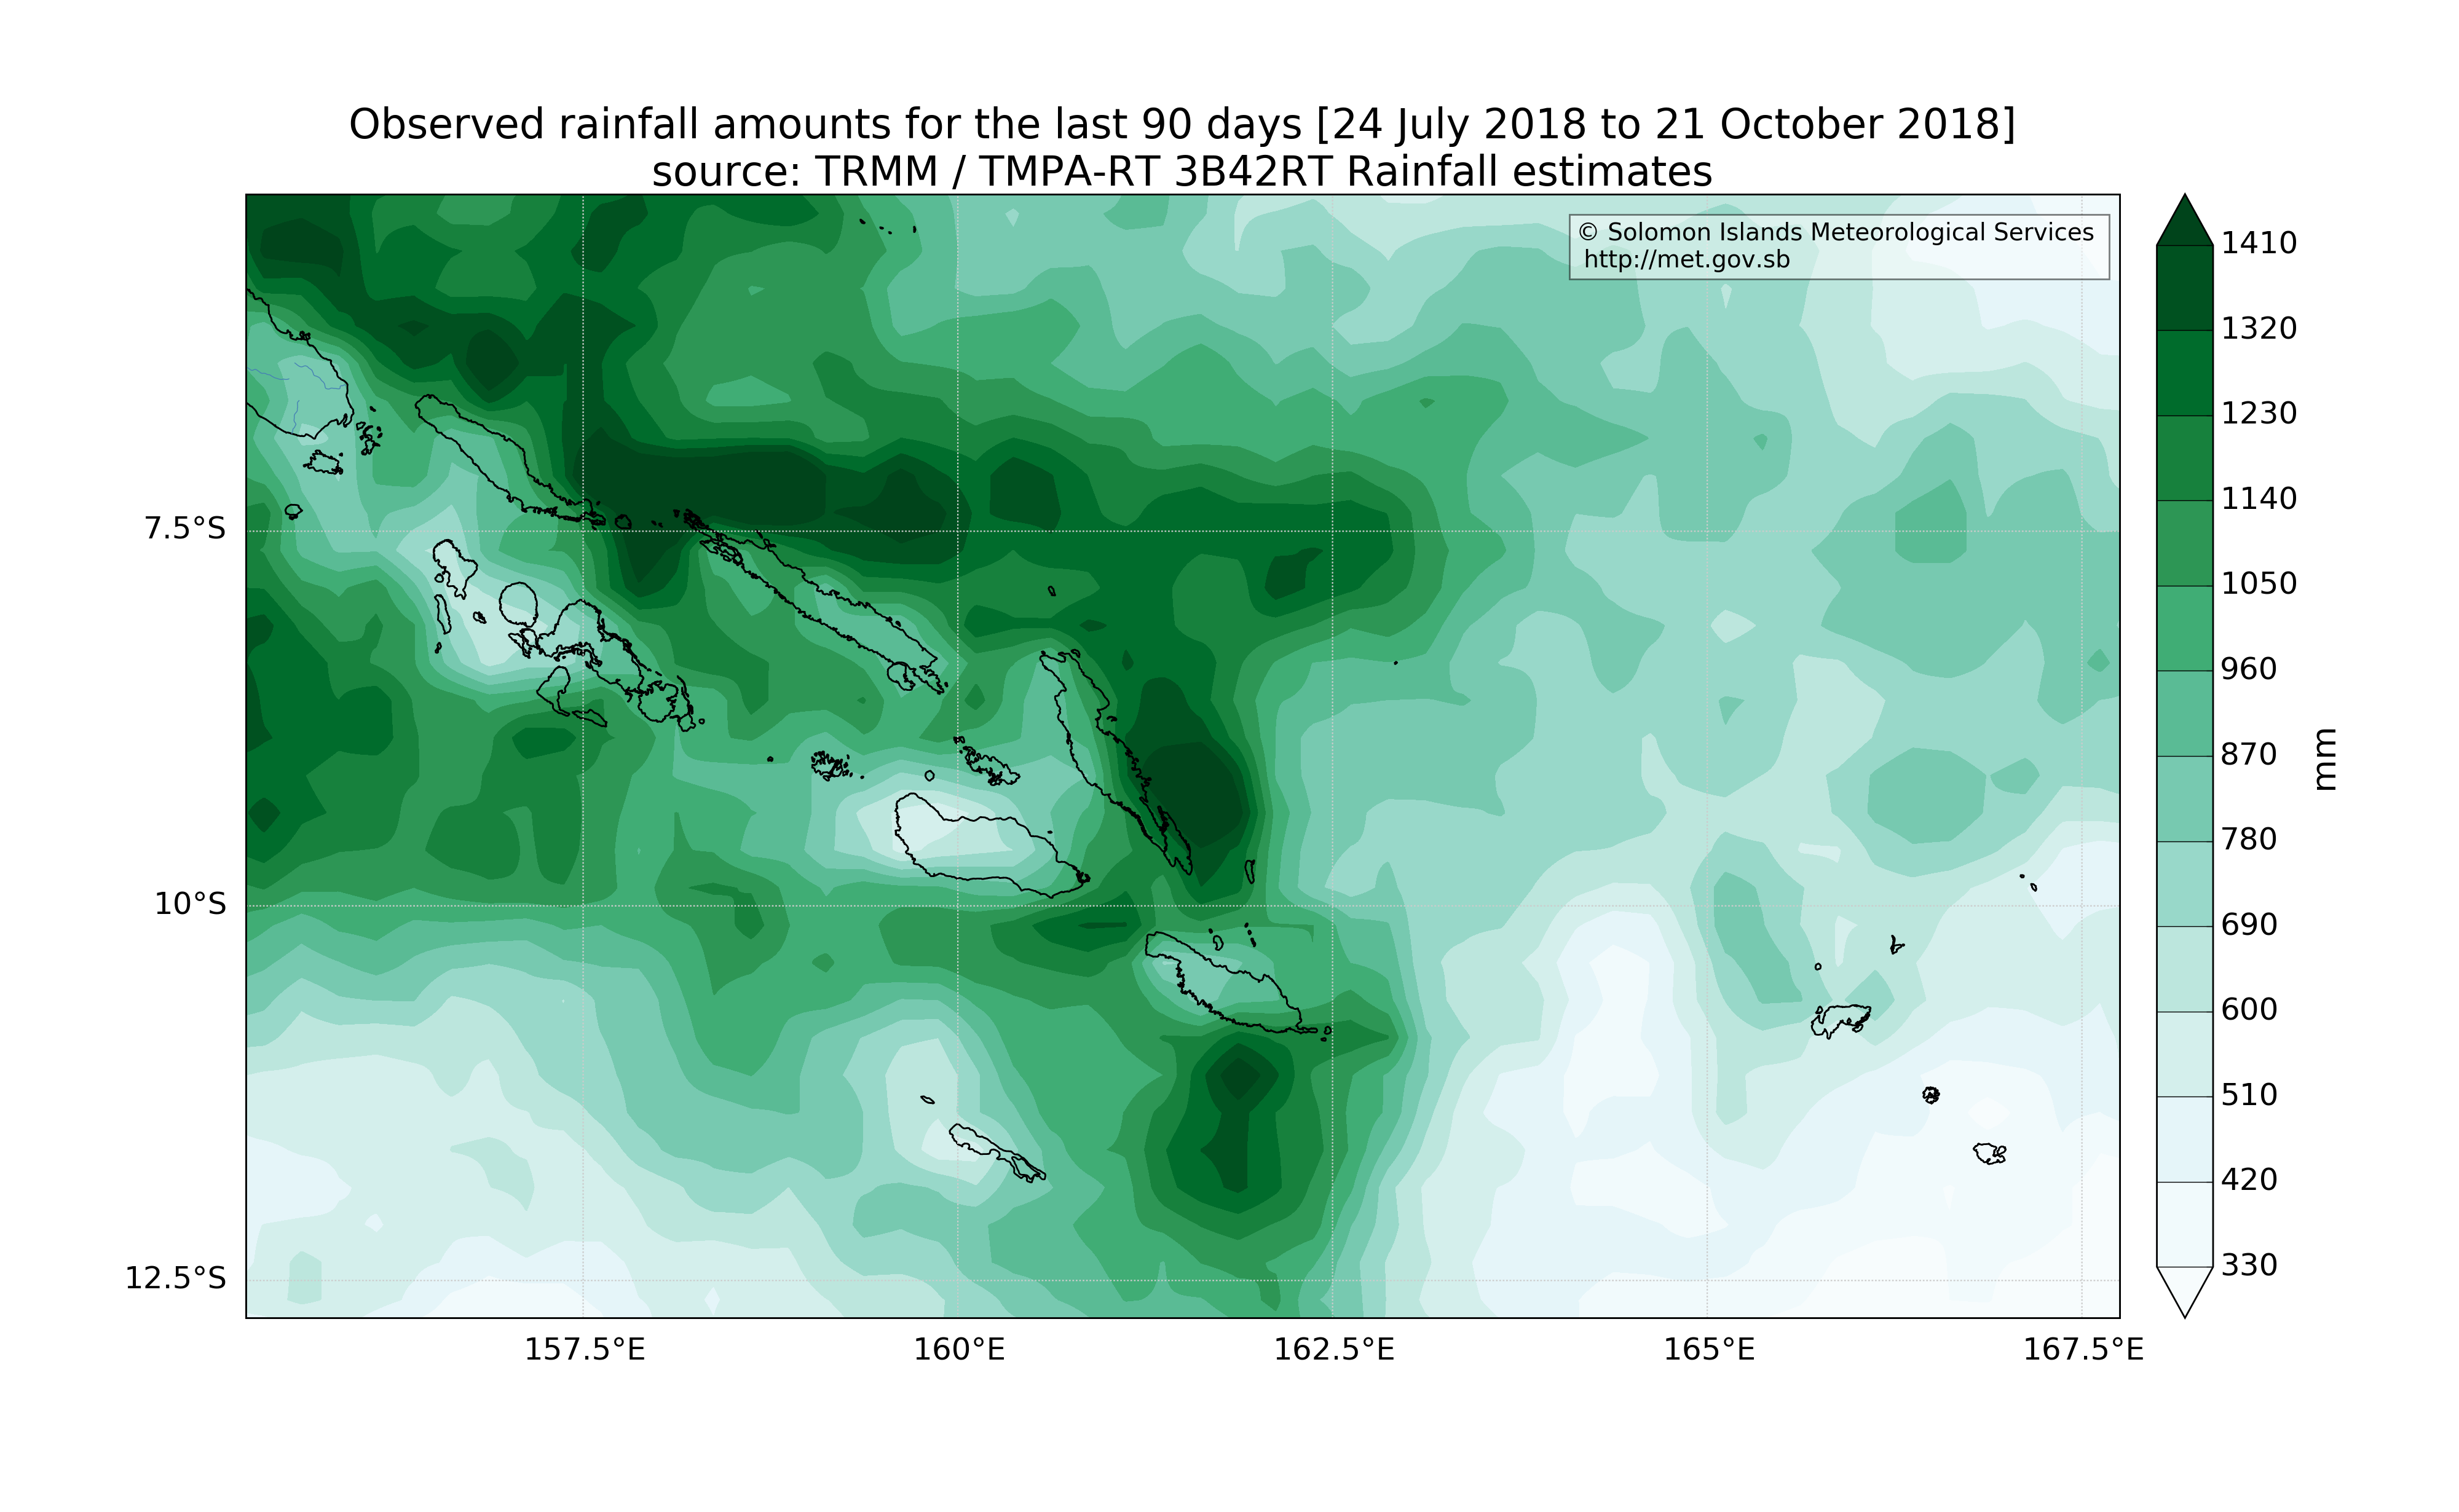 Observed rainfall amounts for the last 90 days [24 July 2018 to 21 October 2018]
source: TRMM / TMPA-RT 3B42RT Rainfall estimates
© Solomon Islands Meteorological Services
http://met.gov.sb
7.5°S
10°S
12.5°S
157.5°E
160°E
162.5°E
165°E
167.5°E
1410
1320
1230
1140
1050
960
870
780
690
600
510
420
330
mm